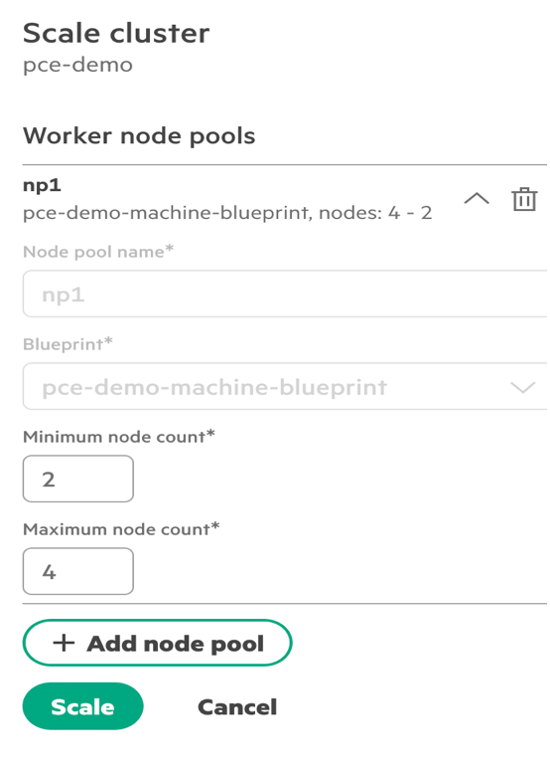 Scale cluster
pce-demo
Worker node pools
np1
pce-demo-machine-blueprint, nodes: 4 - 2
Node pool name*
np1
Blueprint*
pce-demo-machine-blueprint
Minimum node count*
2
Maximum node count*
4
+ Add node pool
Scale Cancel